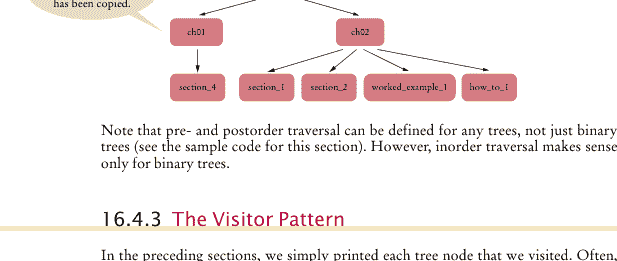 has been copied.
ch01 ch02
section_4 section_1 section_2 worked_example_1 how_to_1
Note that pre- and postorder traversal can be defined for any trees, not just binary
trees (see the sample code for this section). However, inorder traversal makes sense
only for binary trees.
16.4.3 The Visitor Pattern
In the preceding sections, we simply printed each tree node that we visited. Often,